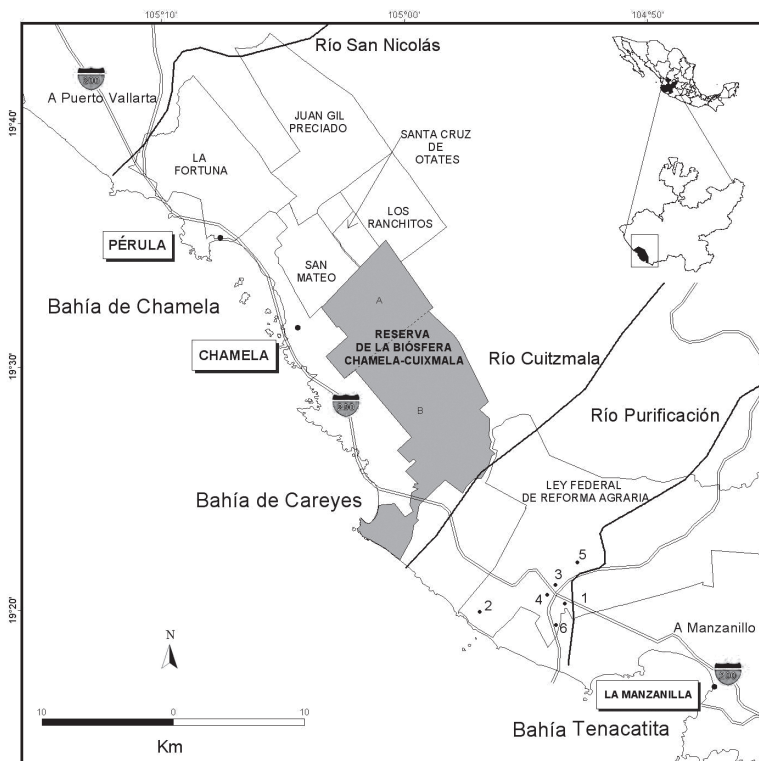 105°10'
105°00'
104°50'
19°40'
19°30'
19°20'
Río San Nicolás
200
A Puerto Vallarta
JUAN GIL
PRECIADO
SANTA CRUZ
DE
OTATES
LA
FORTUNA
LOS
RANCHITOS
PÉRULA
SAN
MATEO
Bahía de Chamela
A
RESERVA
DE LA BIÓSFERA
CHAMELA-CUIXMALA
CHAMELA
Río Cuitzmala
200
B
Río Purificación
LEY FEDERAL
DE REFORMA AGRARIA
Bahía de Careyes
5
3
4
1
2
6
A Manzanillo
200
N
LA MANZANILLA
Bahía Tenacatita
10
0
10
Km